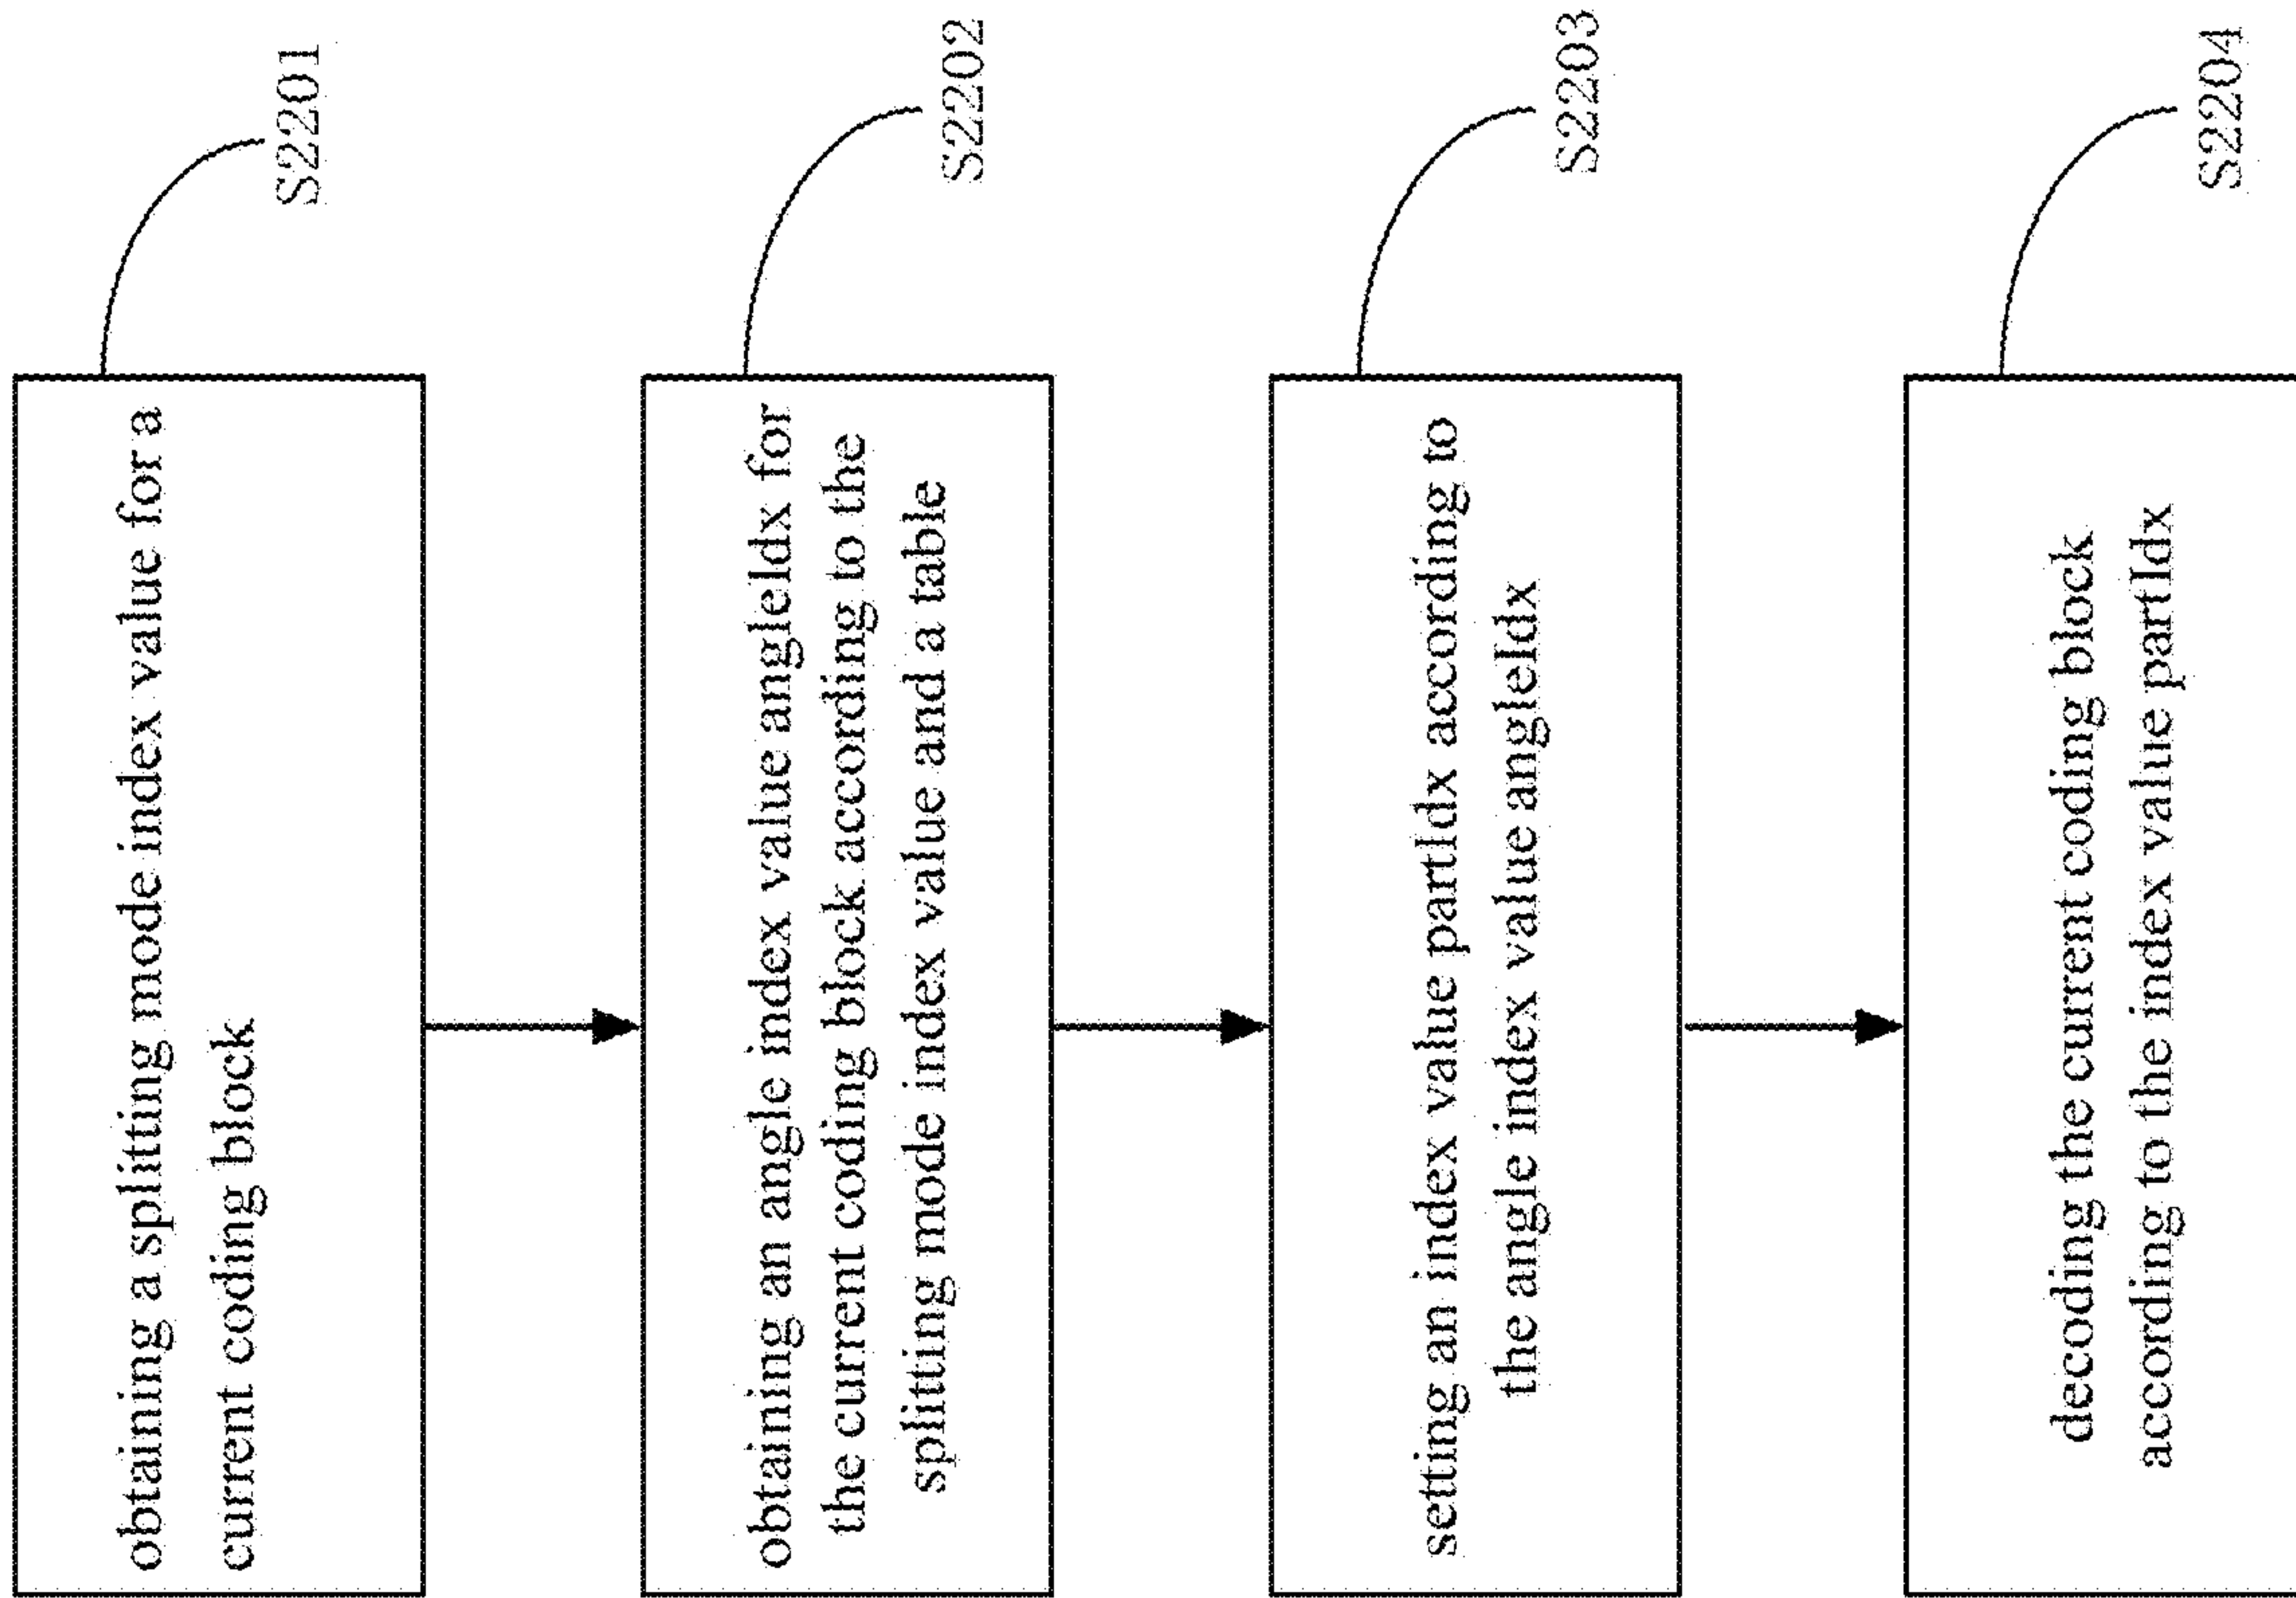 obtaining a splitting mode index value for a
current coding block
S2201
obtaining an angle index value angleIdx for
the current coding block according to the
splitting mode index value and a table
S2202
setting an index value partIdx according to
the angle index value angleIdx
S2203
decoding the current coding block
according to the index value partIdx
S2204